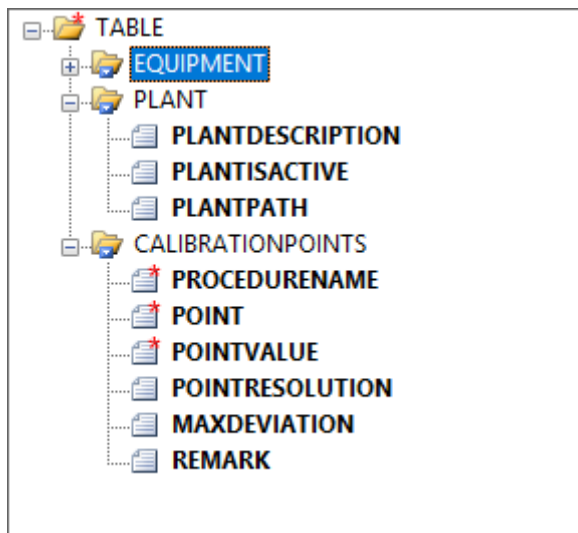 TABLE
EQUIPMENT
PLANT
PLANTDESCRIPTION
PLANTISACTIVE
PLANTPATH
CALIBRATIONPOINTS
PROCEDURENAME
POINT
POINTVALUE
POINTRESOLUTION
MAXDEVIATION
REMARK